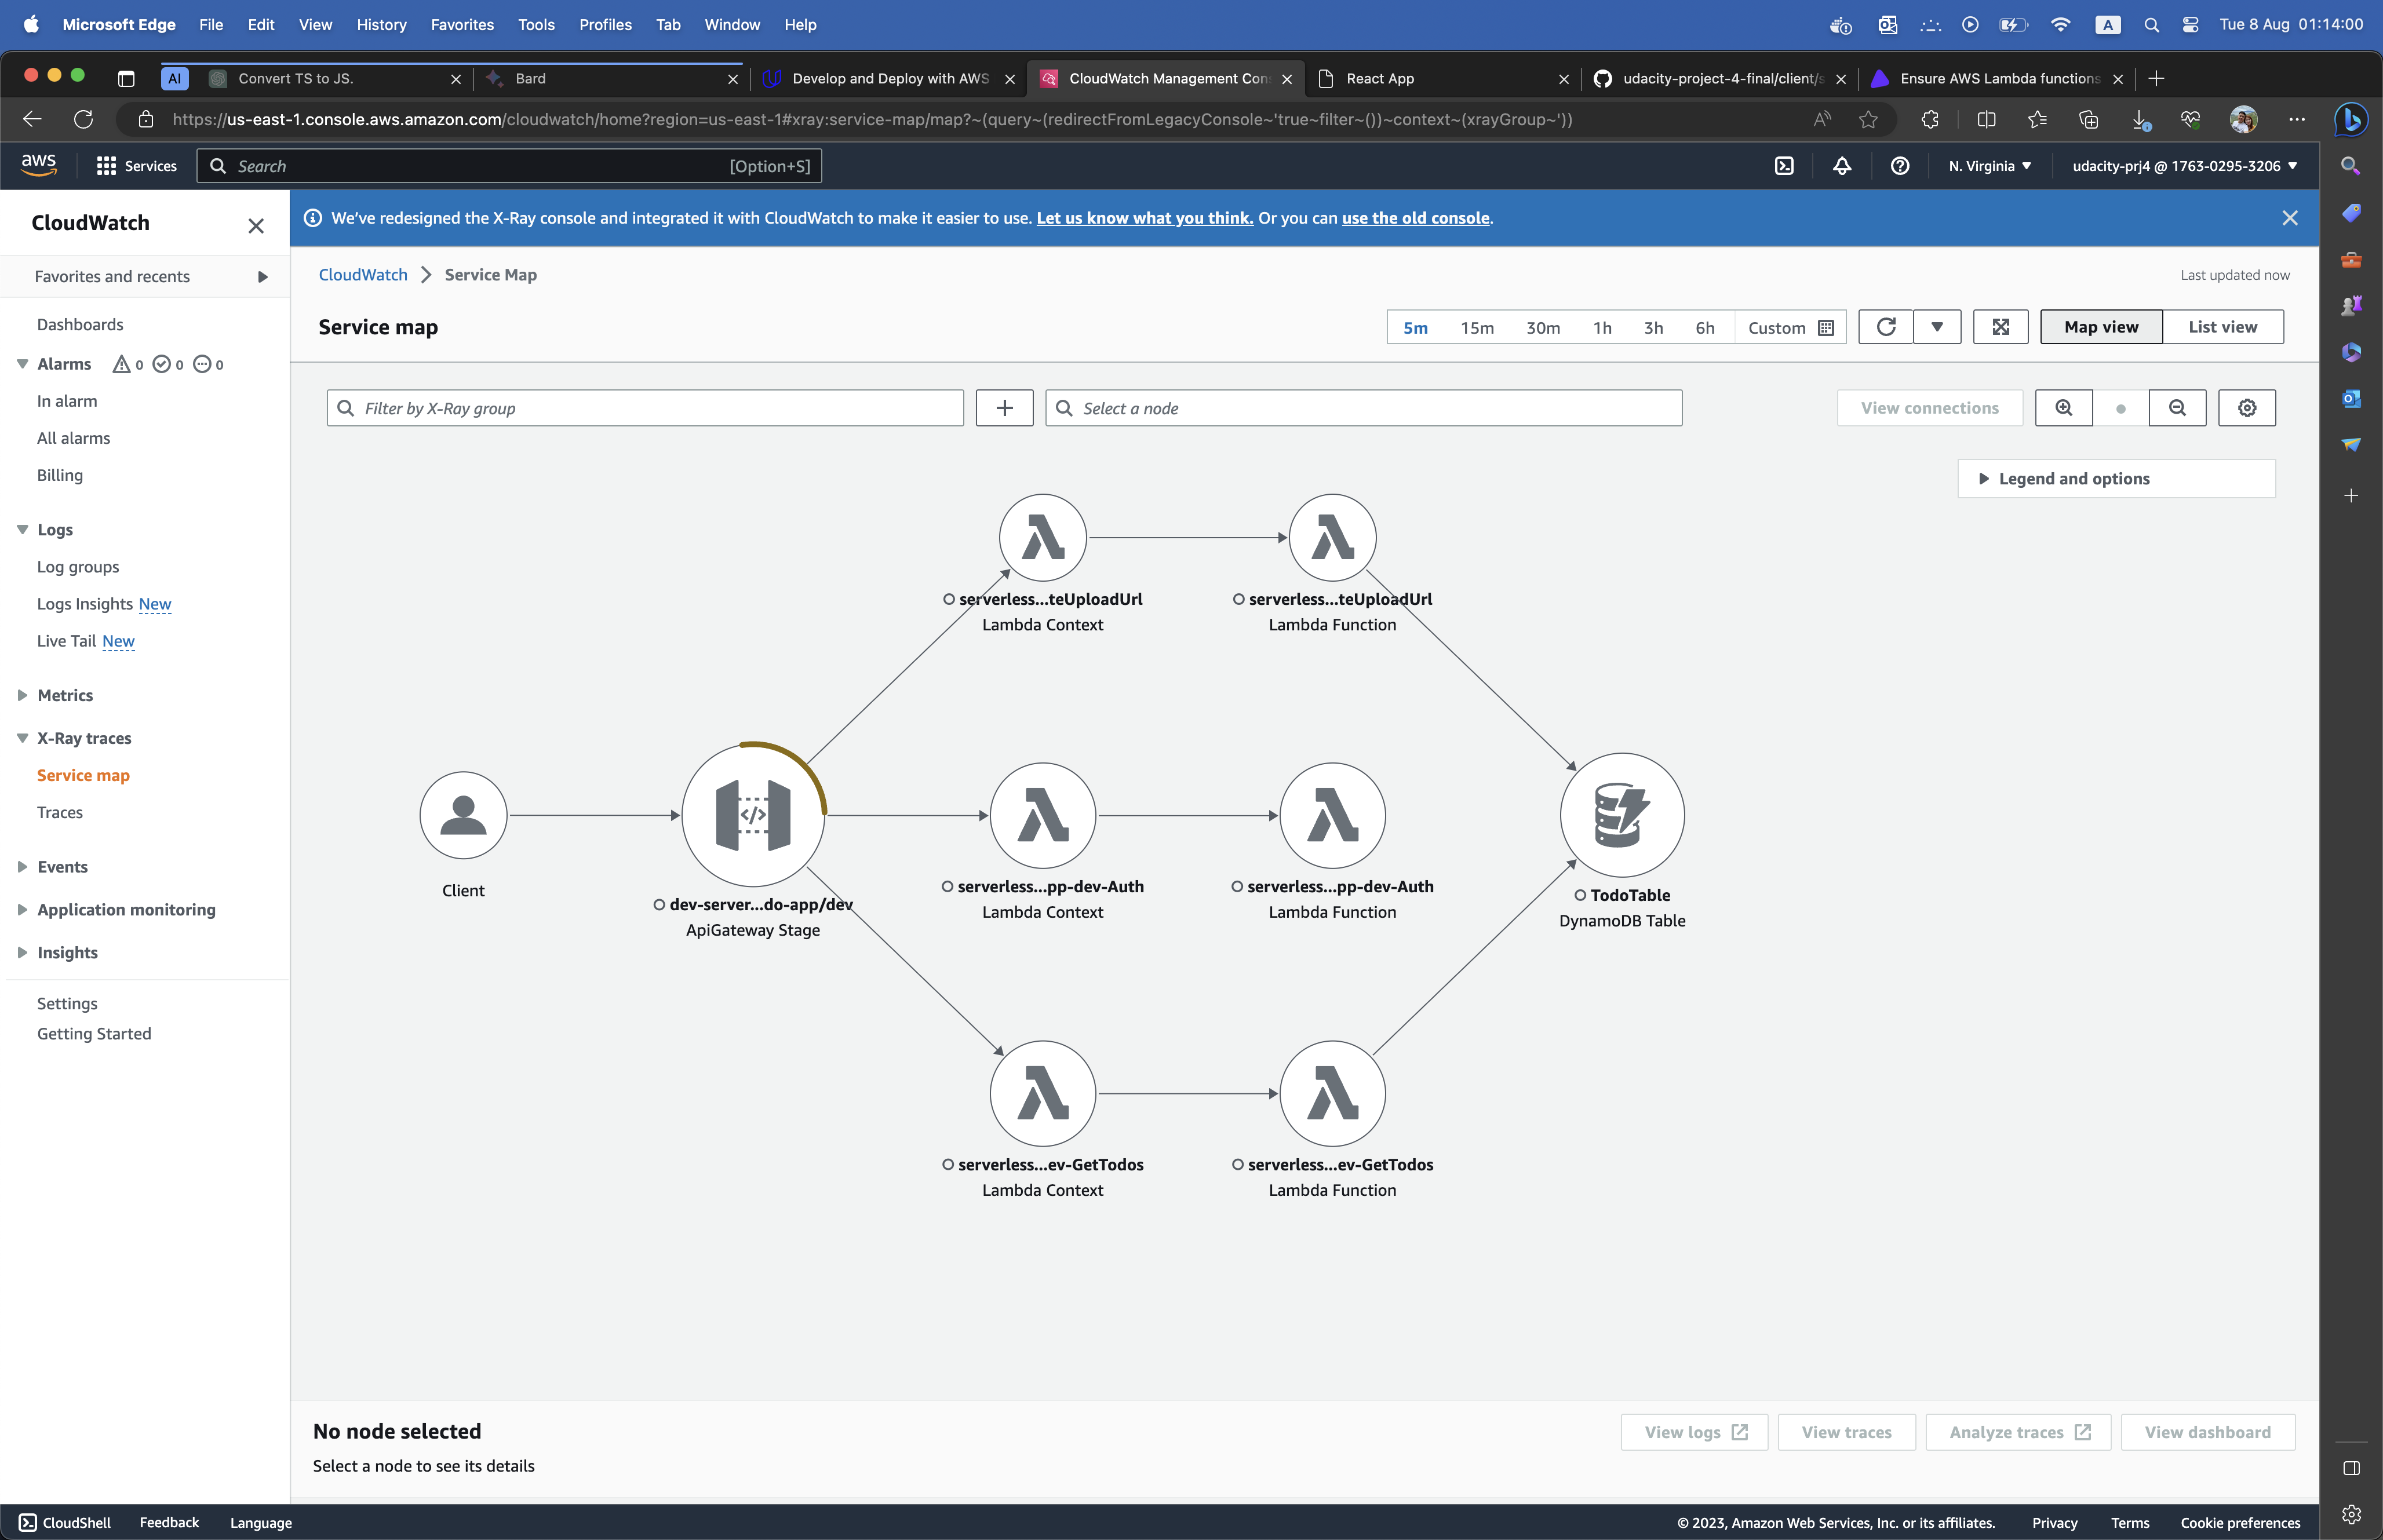 Microsoft Edge File Edit View History Favorites Tools Profiles Tab Window Help A Tue 8 Aug 01:14:00
AI Convert TS to JS. Bard Develop and Deploy with AWS CloudWatch Management Con React App udacity-project-4-final/client/s Ensure AWS Lambda functions
https://us-east-1.console.aws.amazon.com/cloudwatch/home?region=us-east-1#xray:service-map/map?~(query~(redirectFromLegacyConsole~'true~filter~())~context~(xrayGroup~'))
aws Services Search [Option+S] N. Virginia udacity-prj4 @ 1763-0295-3206
CloudWatch
Favorites and recents
Dashboards
Alarms 0 0 0
In alarm
All alarms
Billing
Logs
Log groups
Logs Insights New
Live Tail New
Metrics
X-Ray traces
Service map
Traces
Events
Application monitoring
Insights
Settings
Getting Started
We've redesigned the X-Ray console and integrated it with CloudWatch to make it easier to use. Let us know what you think. Or you can use the old console.
CloudWatch Service Map Last updated now
Service map 5m 15m 30m 1h 3h 6h Custom Map view List view
Filter by X-Ray group Select a node View connections
Legend and options
serverless...teUploadUrl
Lambda Context
serverless...teUploadUrl
Lambda Function
Client
</>
dev-server...do-app/dev
ApiGateway Stage
serverless...pp-dev-Auth
Lambda Context
serverless...pp-dev-Auth
Lambda Function
TodoTable
DynamoDB Table
serverless...ev-GetTodos
Lambda Context
serverless...ev-GetTodos
Lambda Function
No node selected
Select a node to see its details
View logs View traces Analyze traces View dashboard
CloudShell Feedback Language © 2023, Amazon Web Services, Inc. or its affiliates. Privacy Terms Cookie preferences